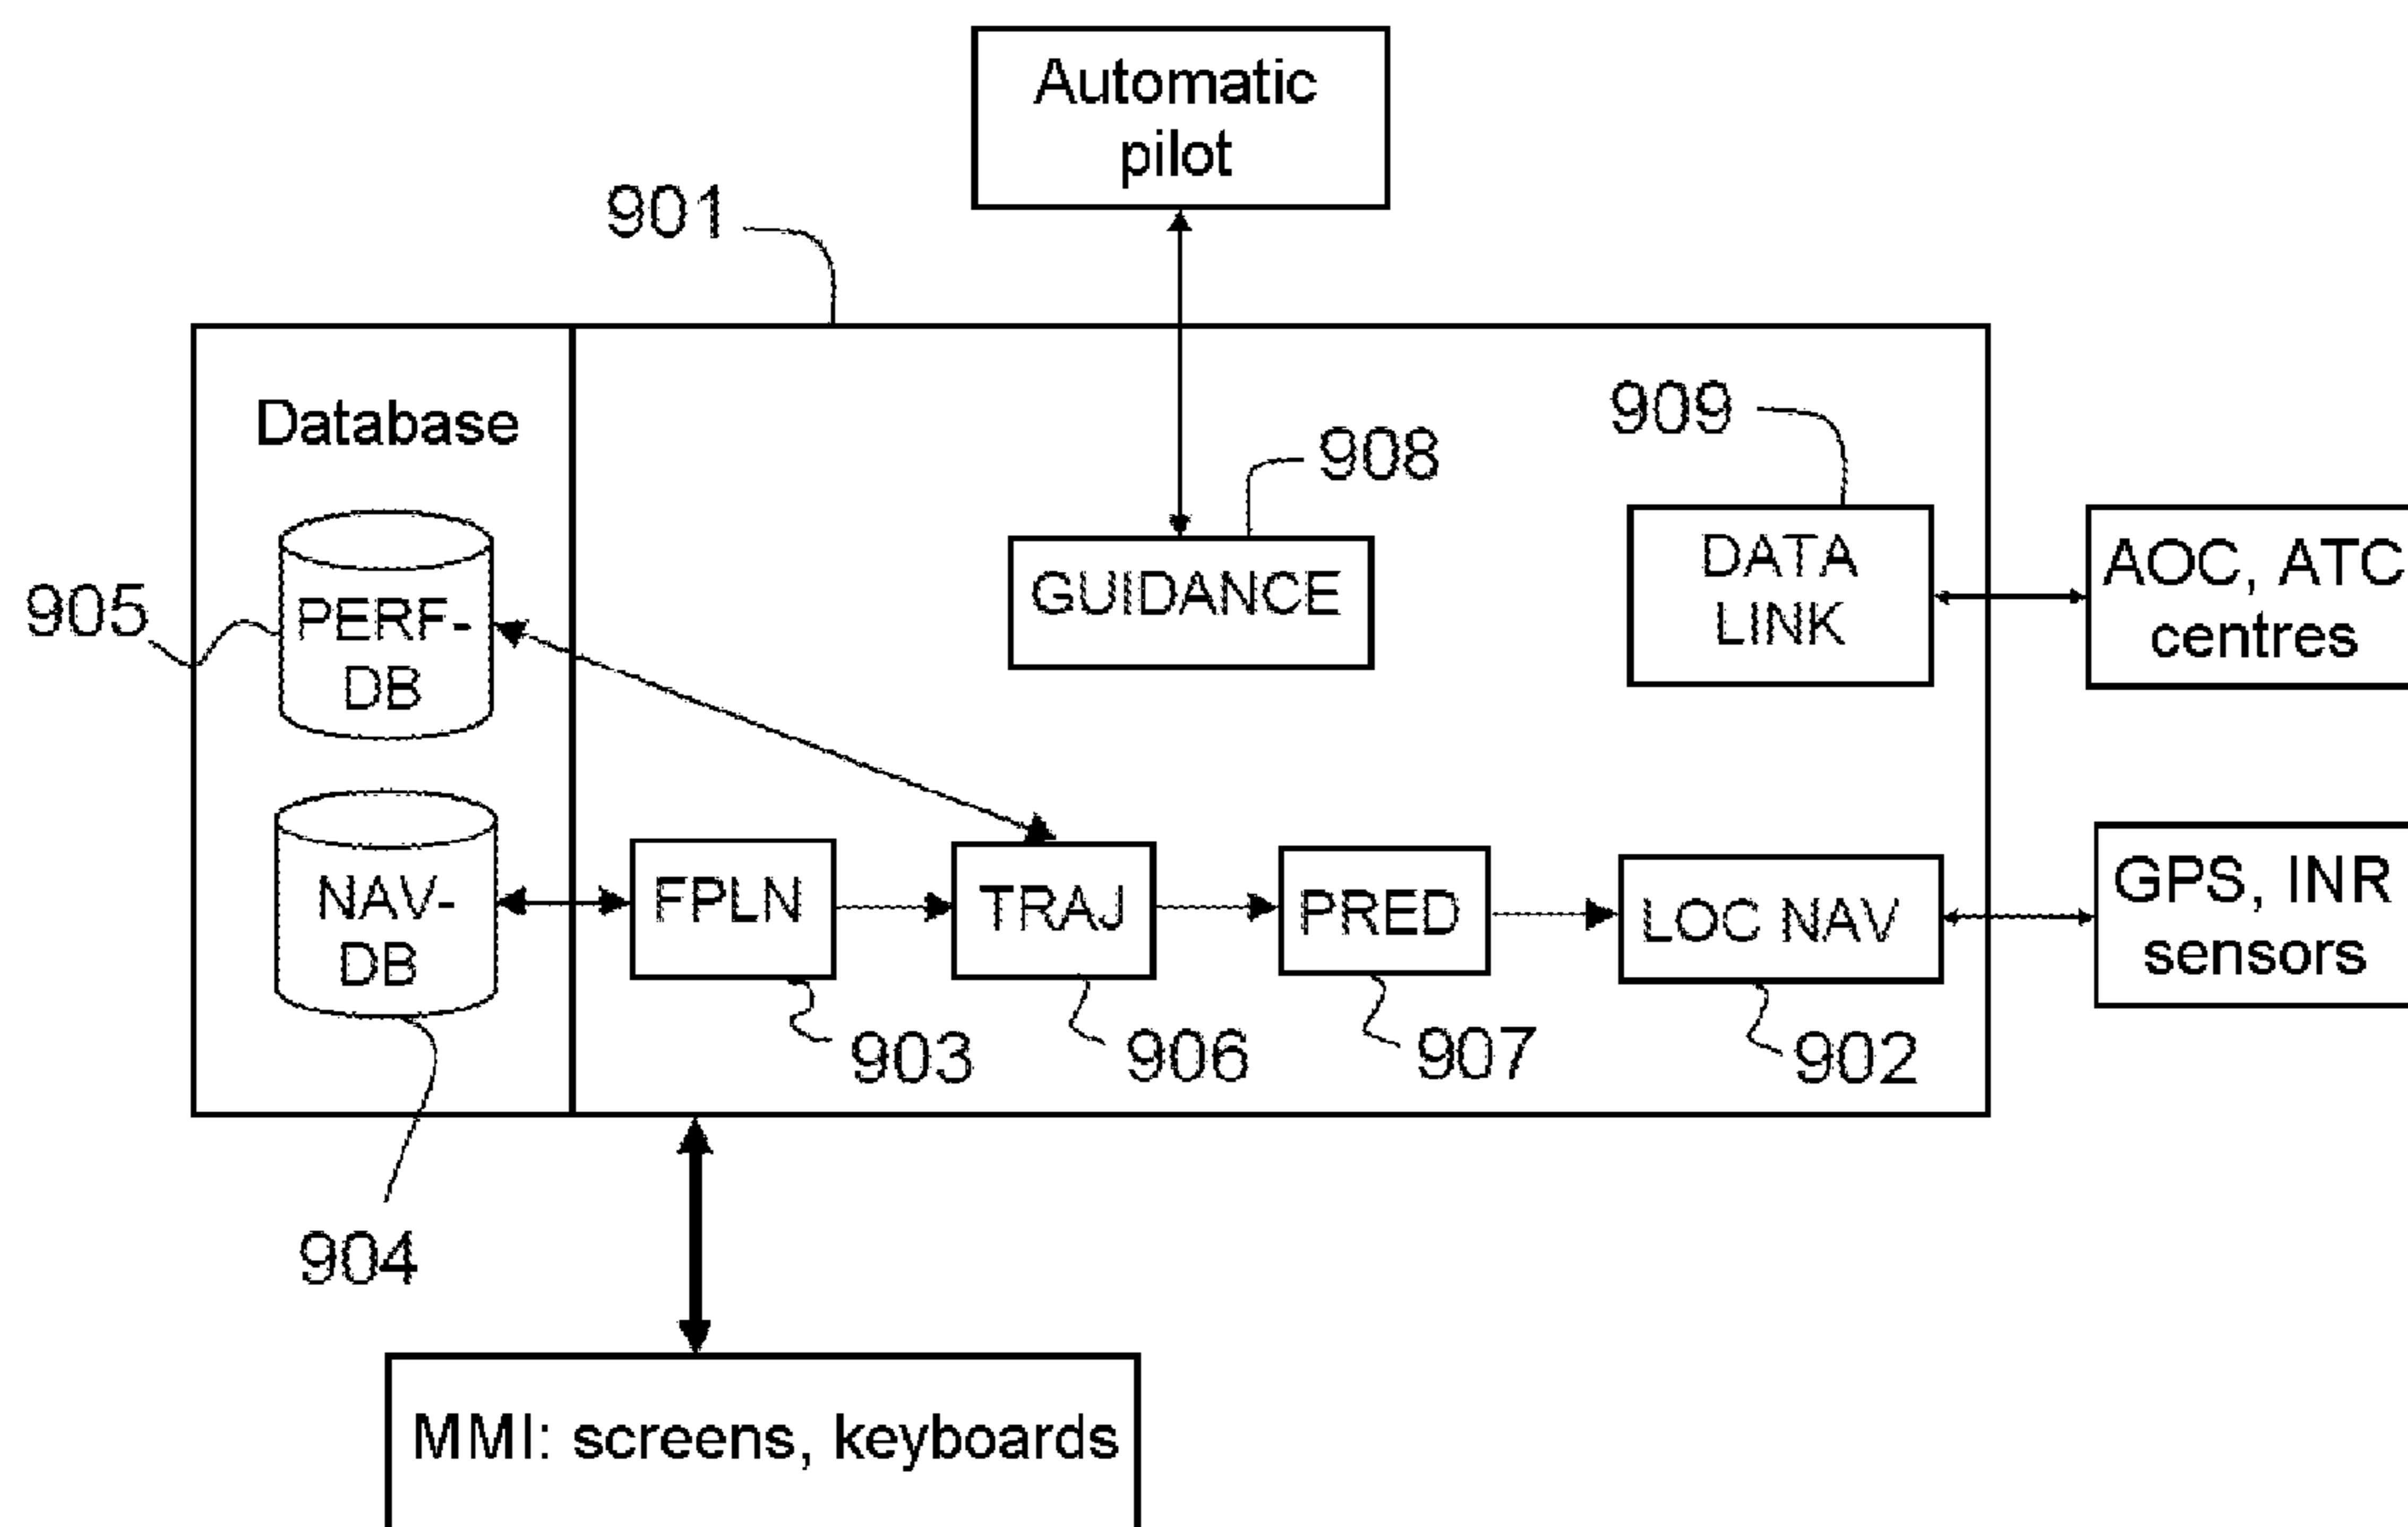 Automatic
pilot
901
Database
909
908
DATA
LINK
AOC, ATC
centres
GUIDANCE
905
PERF-
DB
NAV-
DB
FPLN
TRAJ
PRED
LOC NAV
GPS, INR
sensors
903
906
907
902
904
MMI: screens, keyboards